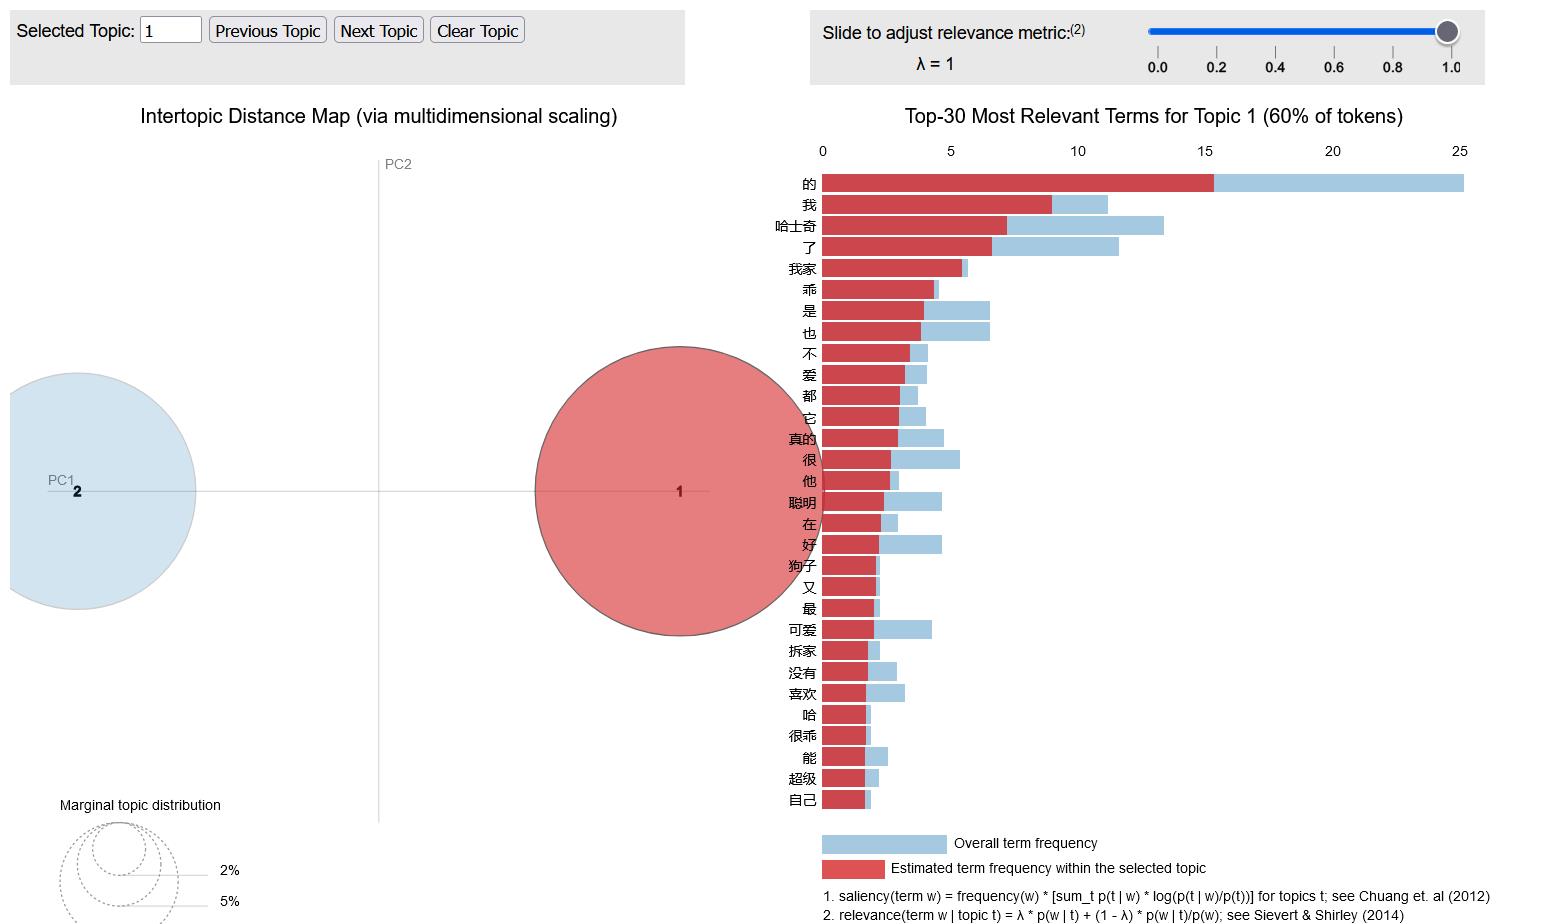 Selected Topic: 1 Previous Topic Next Topic Clear Topic
Slide to adjust relevance metric:(2)
λ = 1
0.0 0.2 0.4 0.6 0.8 1.0
Intertopic Distance Map (via multidimensional scaling)
PC2
PC1
2
1
Marginal topic distribution
2%
5%
Top-30 Most Relevant Terms for Topic 1 (60% of tokens)
0 5 10 15 20 25
的
我
哈士奇
了
我家
乖
是
也
不
爱
都
它
真的
很
他
聪明
在
好
狗子
又
最
可爱
拆家
没有
喜欢
哈
很乖
能
超级
自己
Overall term frequency
Estimated term frequency within the selected topic
1. saliency(term w) = frequency(w) * [sum_t p(t | w) * log(p(t | w)/p(t))] for topics t; see Chuang et. al (2012)
2. relevance(term w | topic t) = λ * p(w | t) + (1 - λ) * p(w | t)/p(w); see Sievert & Shirley (2014)